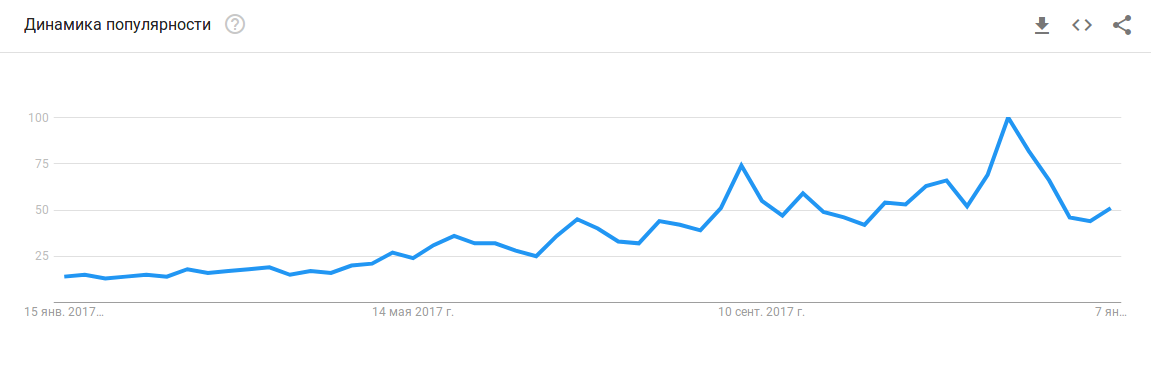 Динамика популярности ?
100
75
50
25
15 янв. 2017…
14 мая 2017 г.
10 сент. 2017 г.
7 ян…